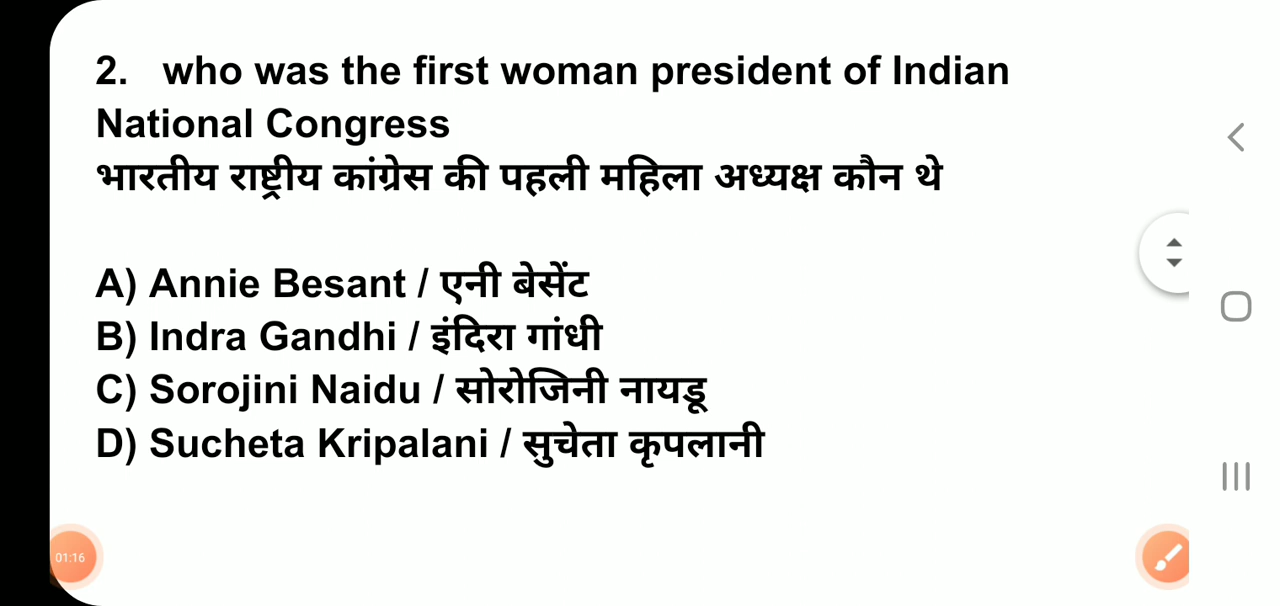 2. who was the first woman president of Indian
National Congress
भारतीय राष्ट्रीय कांग्रेस की पहली महिला अध्यक्ष कौन थे
A) Annie Besant / एनी बेसेंट
B) Indra Gandhi / इंदिरा गांधी
C) Sorojini Naidu / सोरोजिनी नायडू
D) Sucheta Kripalani / सुचेता कृपलानी
01:16